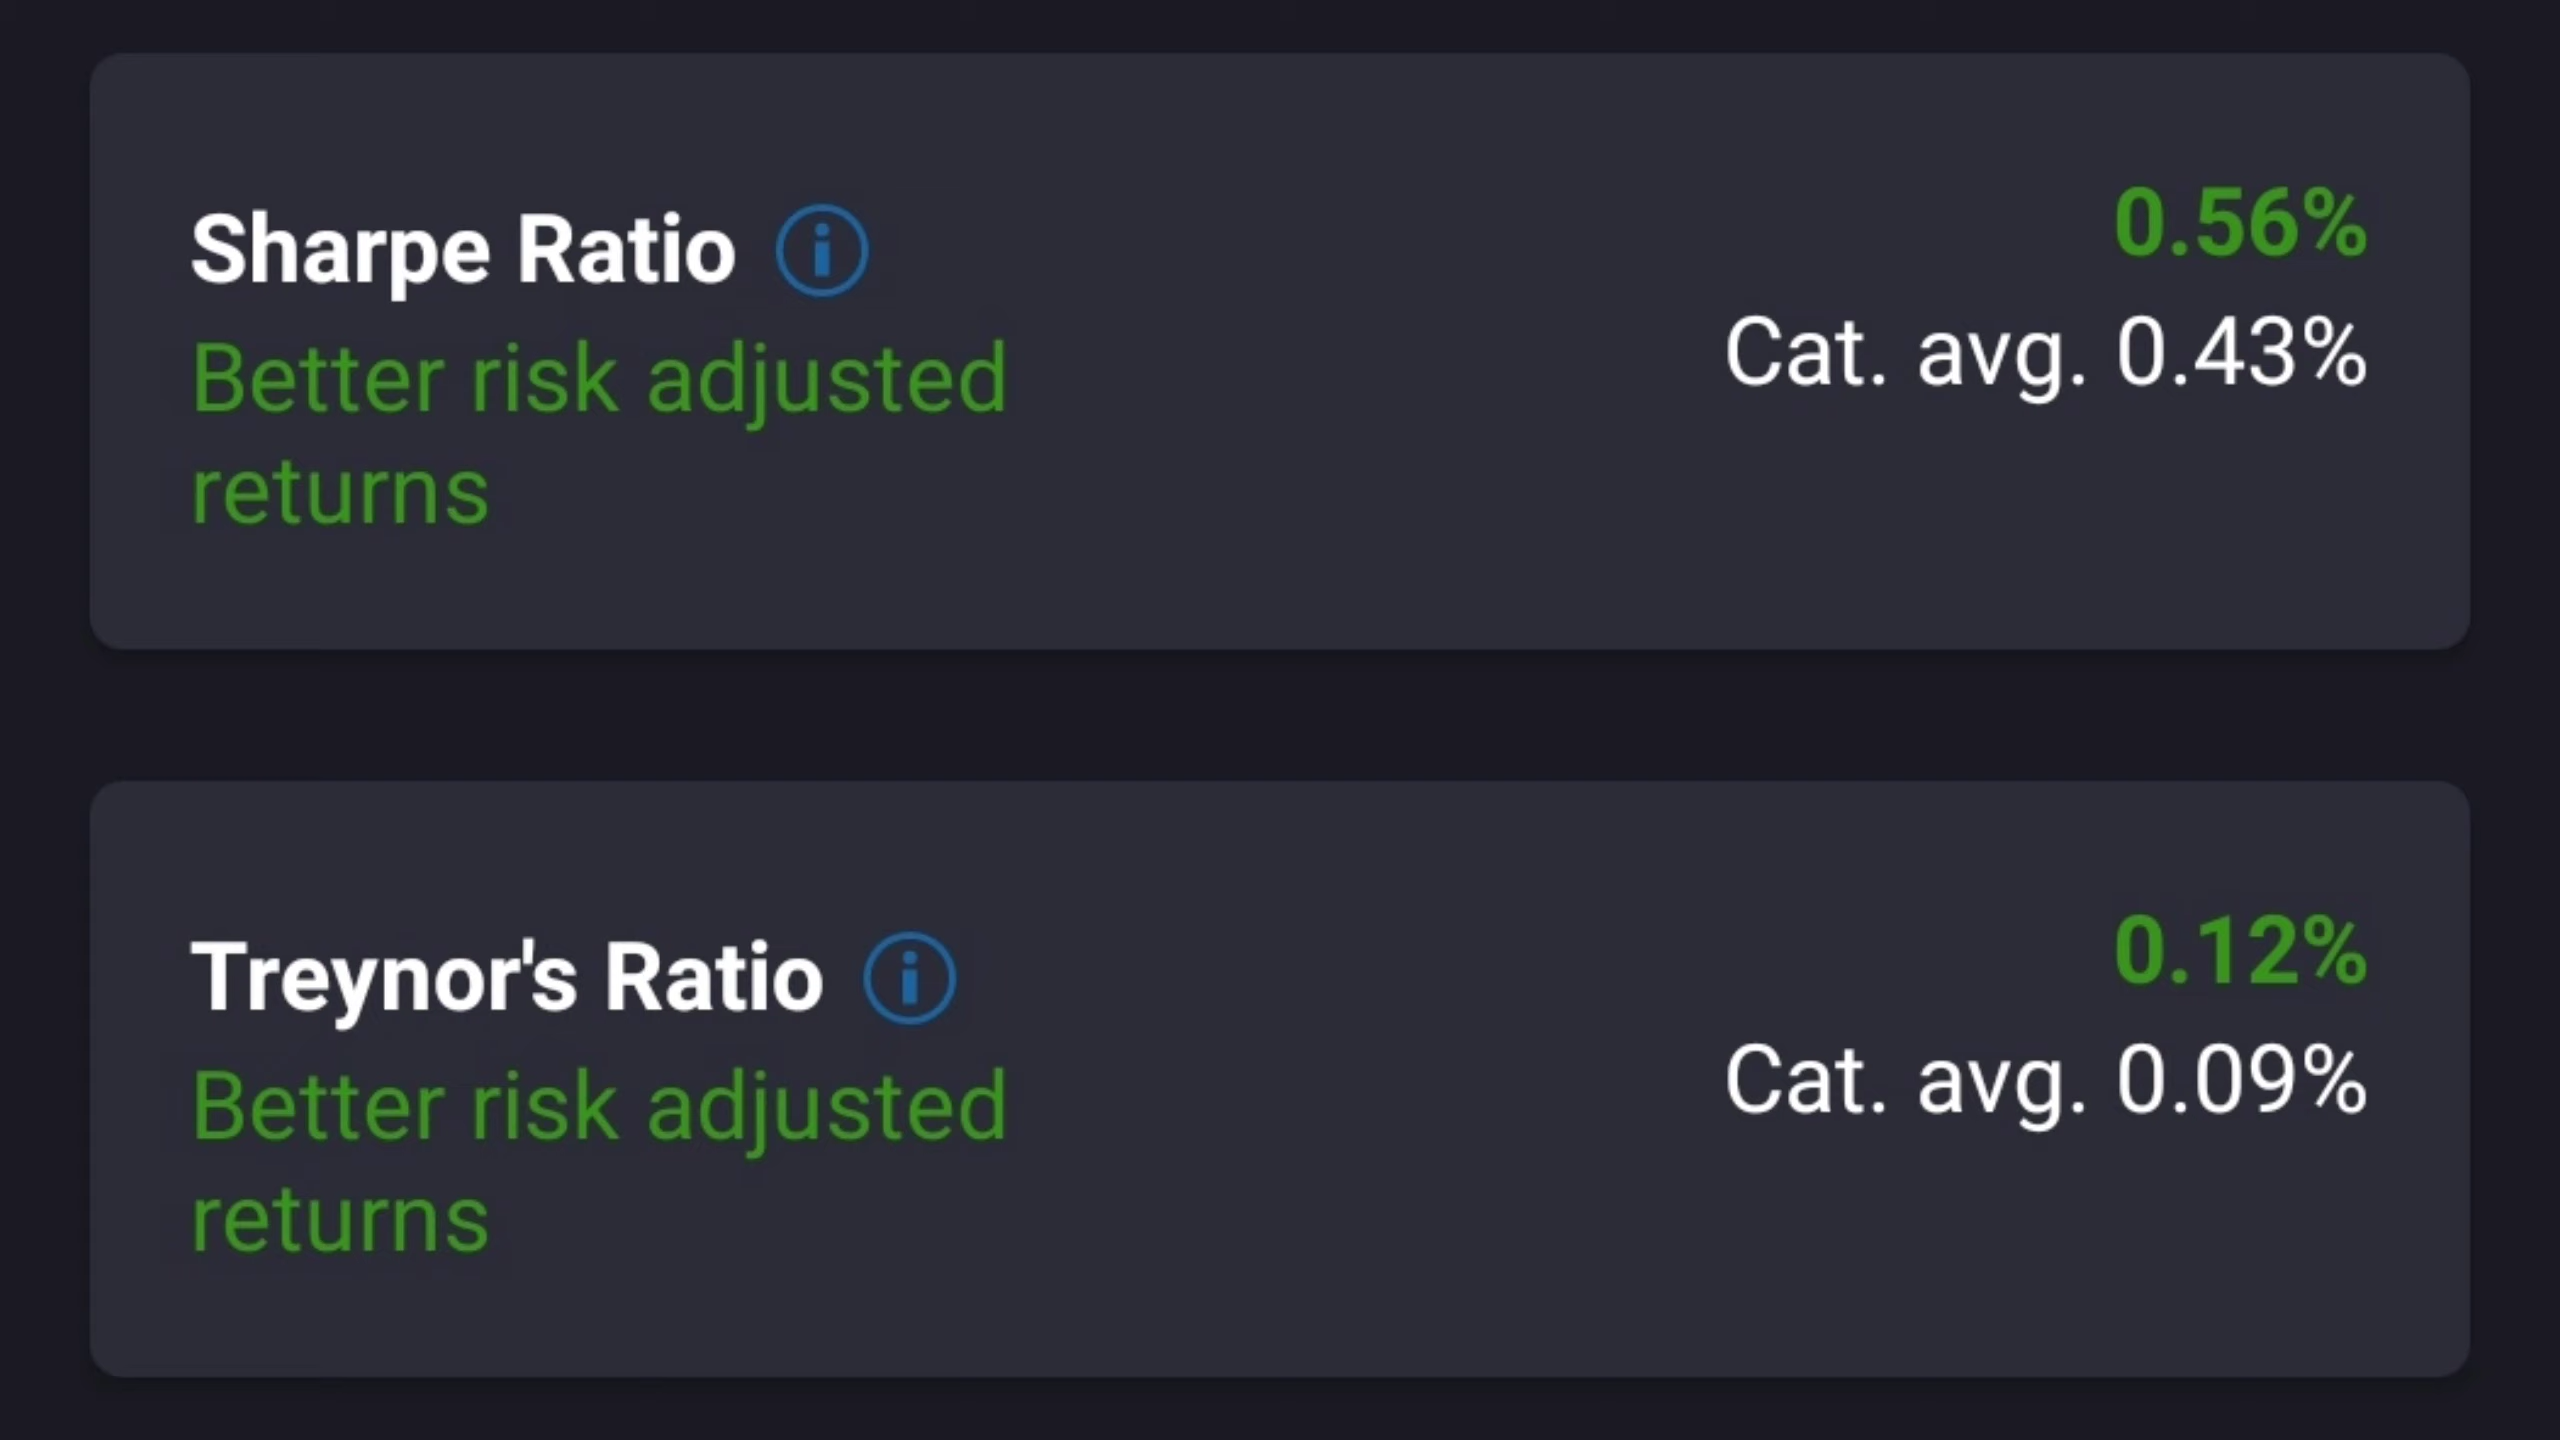 Sharpe Ratio
0.56%
Better risk adjusted
returns
Cat. avg. 0.43%
Treynor's Ratio
0.12%
Better risk adjusted
returns
Cat. avg. 0.09%